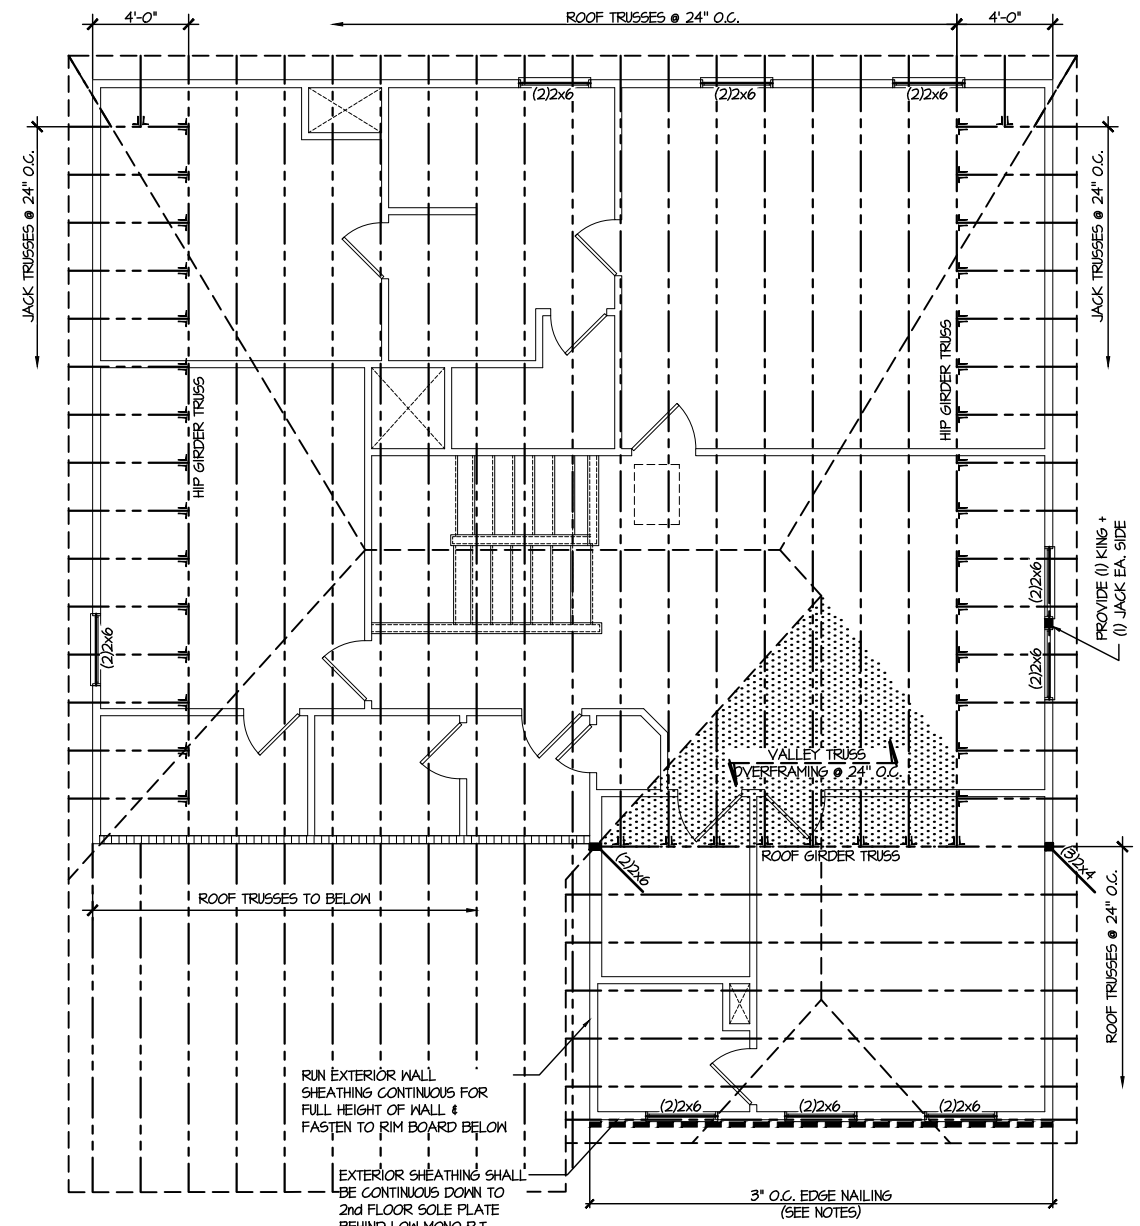 4'-0"
ROOF TRUSSES @ 24" O.C.
4'-0"
(2)2x6
(2)2x6
(2)2x6
JACK TRUSSES @ 24" O.C.
JACK TRUSSES @ 24" O.C.
HIP GIRDER TRUSS
HIP GIRDER TRUSS
PROVIDE (1) KING +
(1) JACK EA. SIDE
(2)2x6
(2)2x6
(2)2x6
VALLEY TRUSS
OVERFRAMING @ 24" O.C.
ROOF GIRDER TRUSS
(2)2x6
(3)2x4
ROOF TRUSSES TO BELOW
ROOF TRUSSES @ 24" O.C.
RUN EXTERIOR WALL
SHEATHING CONTINUOUS FOR
FULL HEIGHT OF WALL &
FASTEN TO RIM BOARD BELOW
(2)2x6
(2)2x6
(2)2x6
EXTERIOR SHEATHING SHALL
BE CONTINUOUS DOWN TO
2nd FLOOR SOLE PLATE
BEHIND LOW MONO P.T.
3" O.C. EDGE NAILING
(SEE NOTES)